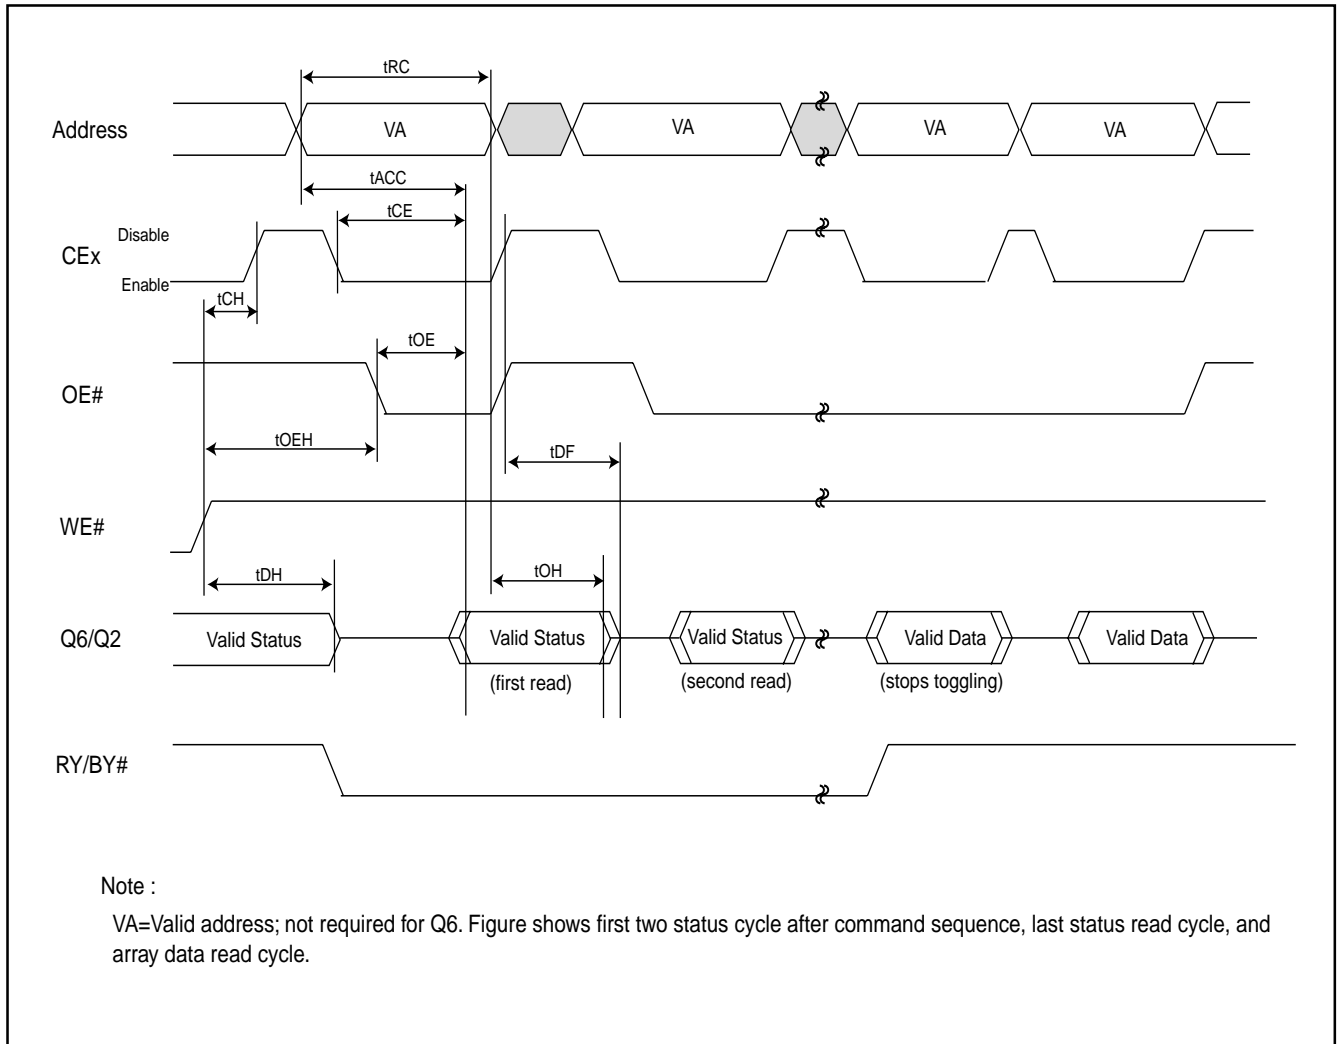 tRC
Address
VA
VA
VA
VA
tACC
tCE
Disable
CEx
Enable
tCH
tOE
OE#
tOEH
tDF
WE#
tDH
tOH
Q6/Q2
Valid Status
Valid Status
Valid Status
Valid Data
Valid Data
(first read)
(second read)
(stops toggling)
RY/BY#
Note :
VA=Valid address; not required for Q6. Figure shows first two status cycle after command sequence, last status read cycle, and
array data read cycle.